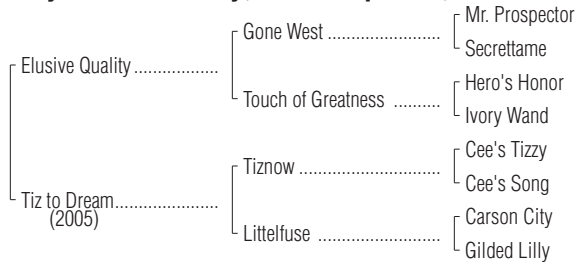 Mr. Prospector
Gone West ....................
Secrettame
Elusive Quality ...............
Hero's Honor
Touch of Greatness ..........
Ivory Wand
Cee's Tizzy
Tiznow .........................
Cee's Song
Tiz to Dream ..................
(2005)
Carson City
Littelfuse ......................
Gilded Lilly